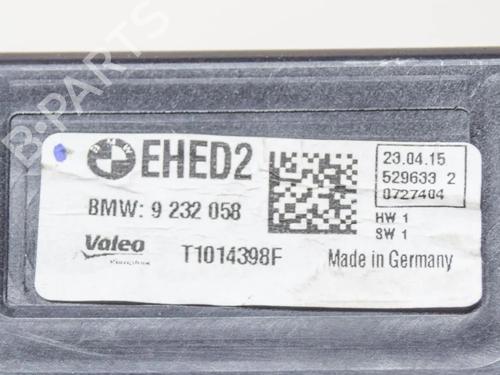 B-PARTS
BMW EHED2
BMW: 9 232 058
Valeo
T1014398F
23.04.15
529633 2
0727404
HW 1
SW 1
Made in Germany